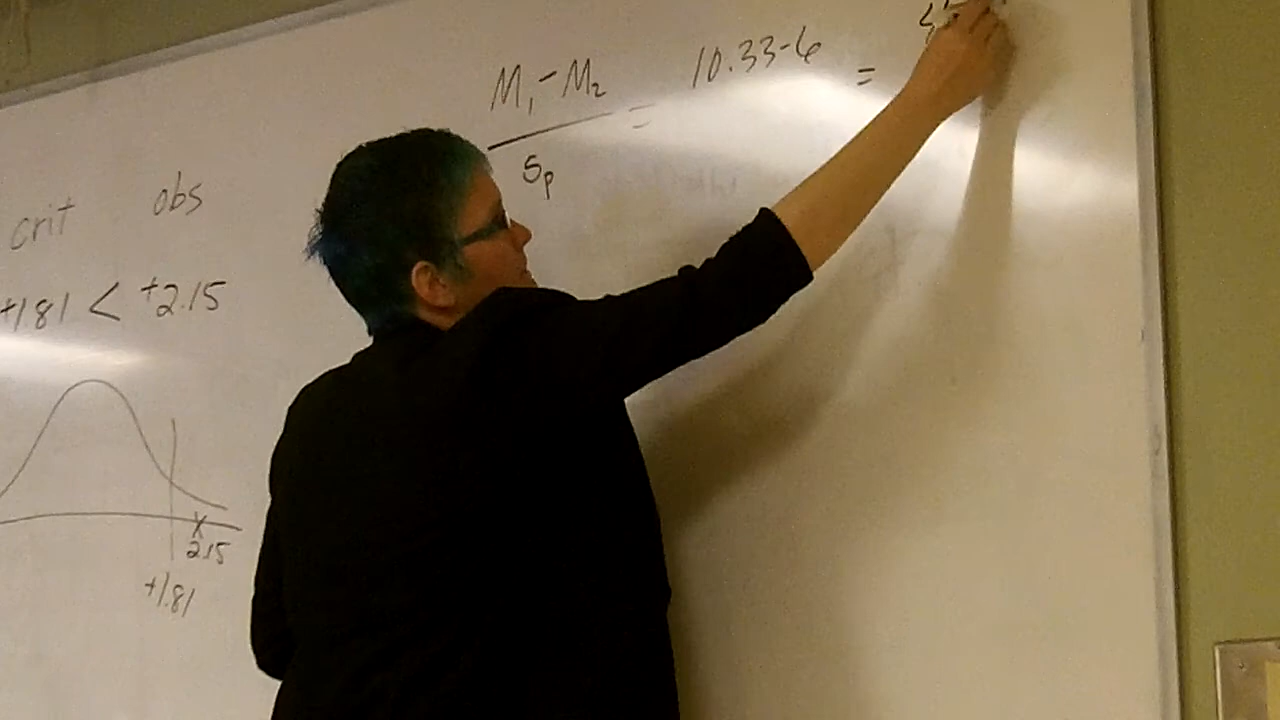 crit obs
+1.81 < +2.15
2.15
+1.81
M₁-M₂ = 10.33-6 =
Sp